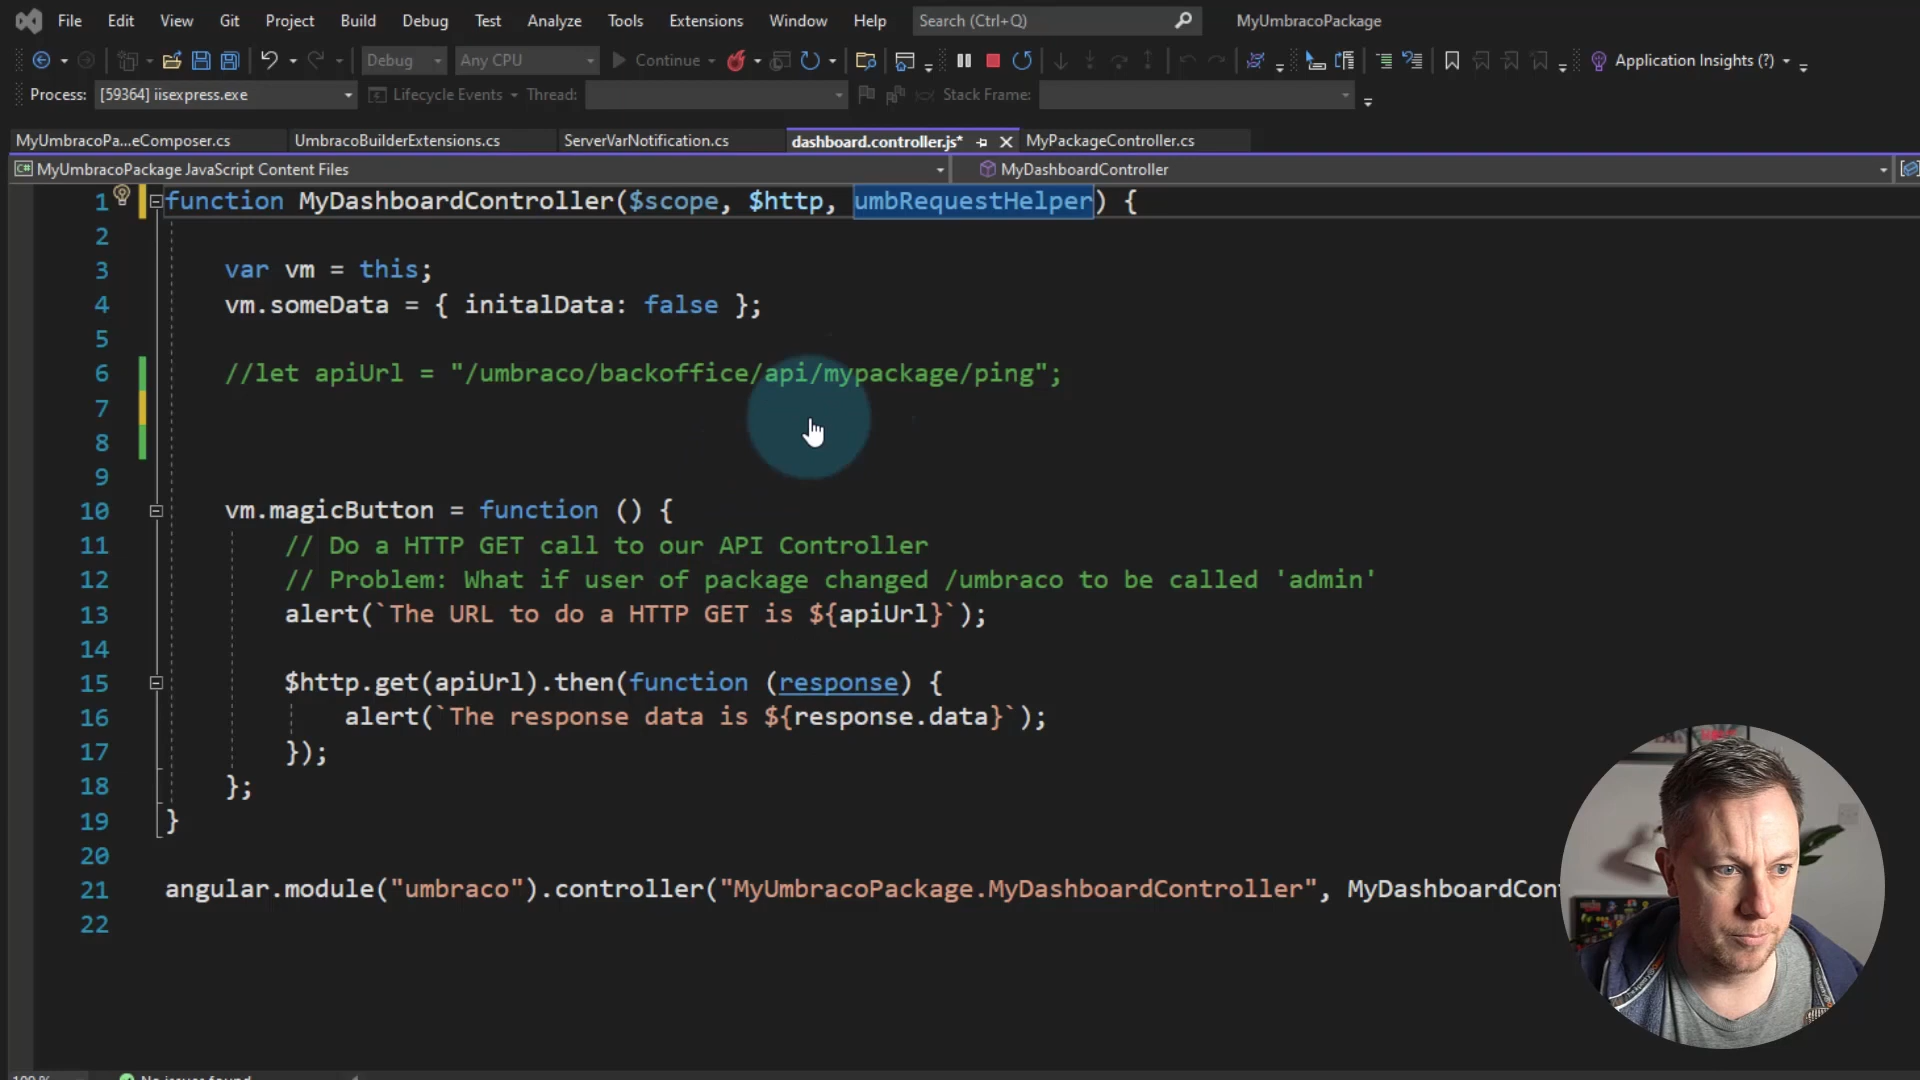 File Edit View Git Project Build Debug Test Analyze Tools Extensions Window Help Search (Ctrl+Q) MyUmbracoPackage
Debug Any CPU Continue Application Insights (?)
Process: [59364] iisexpress.exe Lifecycle Events Thread: Stack Frame:
MyUmbracoPa...eComposer.cs UmbracoBuilderExtensions.cs ServerVarNotification.cs dashboard.controller.js* MyPackageController.cs
MyUmbracoPackage JavaScript Content Files MyDashboardController
1 function MyDashboardController($scope, $http, umbRequestHelper) {
2
3 var vm = this;
4 vm.someData = { initalData: false };
5
6 //let apiUrl = "/umbraco/backoffice/api/mypackage/ping";
7
8
9
10 vm.magicButton = function () {
11 // Do a HTTP GET call to our API Controller
12 // Problem: What if user of package changed /umbraco to be called 'admin'
13 alert(`The URL to do a HTTP GET is ${apiUrl}`);
14
15 $http.get(apiUrl).then(function (response) {
16 alert(`The response data is ${response.data}`);
17 });
18 };
19 }
20
21 angular.module("umbraco").controller("MyUmbracoPackage.MyDashboardController", MyDashboardCon
22
100 % No issues found